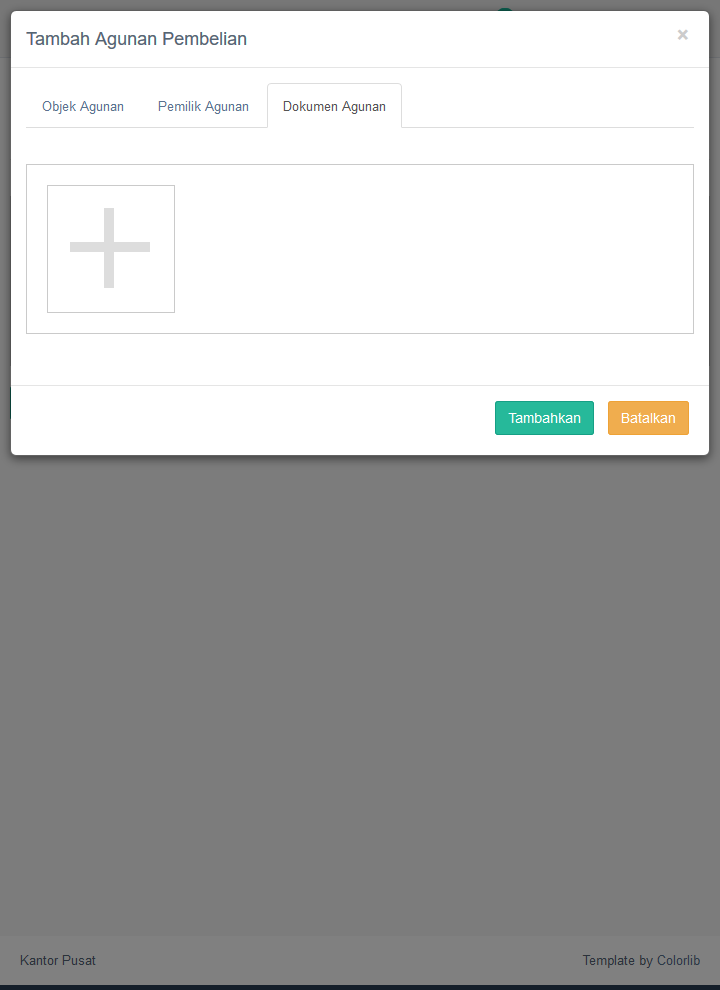 Tambah Agunan Pembelian ×
Objek Agunan Pemilik Agunan Dokumen Agunan
Tambahkan Batalkan
Kantor Pusat Template by Colorlib